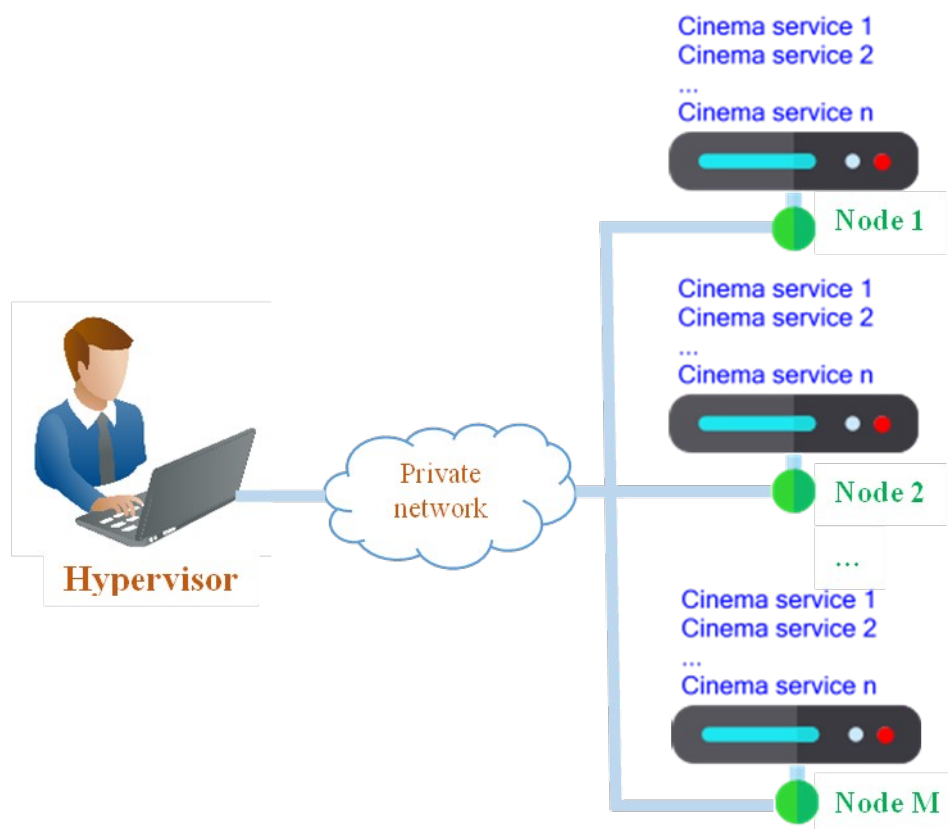 Cinema service 1
Cinema service 2
...
Cinema service n
Node 1
Cinema service 1
Cinema service 2
...
Cinema service n
Private
network
Node 2
Hypervisor
...
Cinema service 1
Cinema service 2
...
Cinema service n
Node M